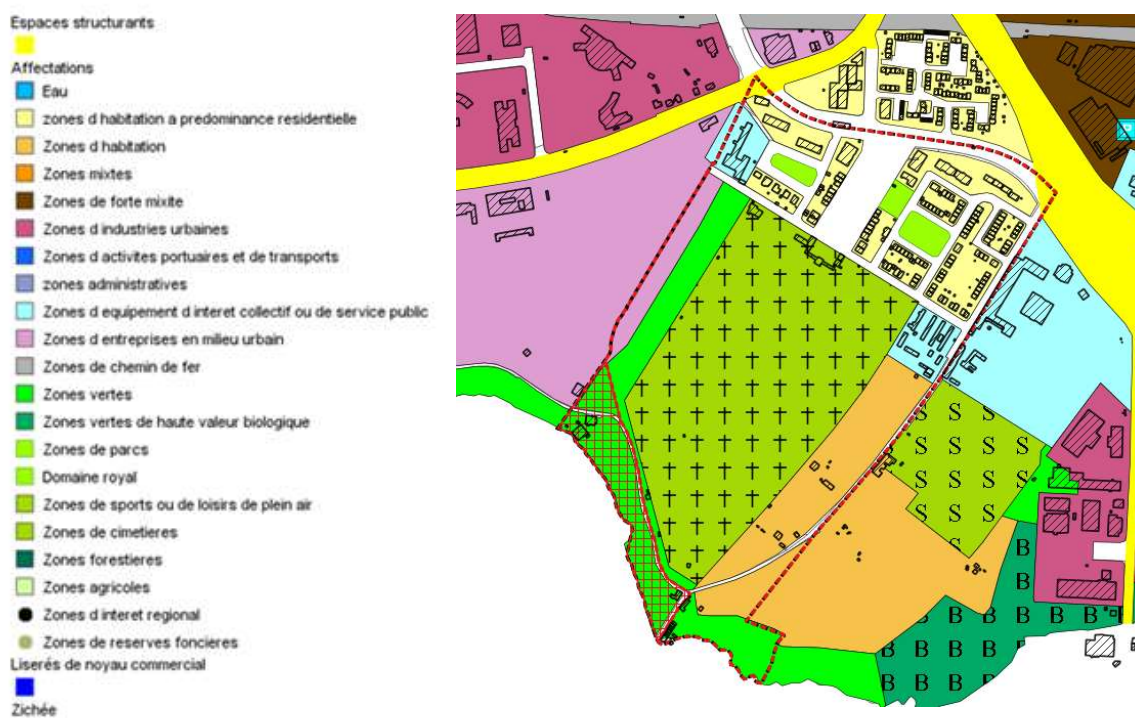 Espaces structurants
Affectations
Eau
zones d habitation a predominance residentielle
Zones d habitation
Zones mixtes
Zones de forte mixite
Zones d industries urbaines
Zones d activites portuaires et de transports
zones administratives
Zones d equipement d interet collectif ou de service public
Zones d entreprises en milieu urbain
Zones de chemin de fer
Zones vertes
Zones vertes de haute valeur biologique
Zones de parcs
Domaine royal
Zones de sports ou de loisirs de plein air
Zones de cimetieres
Zones forestieres
Zones agricoles
Zones d interet regional
Zones de reserves foncieres
Liserés de noyau commercial
Zichée
P
S S
S S S S
S S S S
S S S S
S S S
S B
B
B B B B
B B B B
B B B